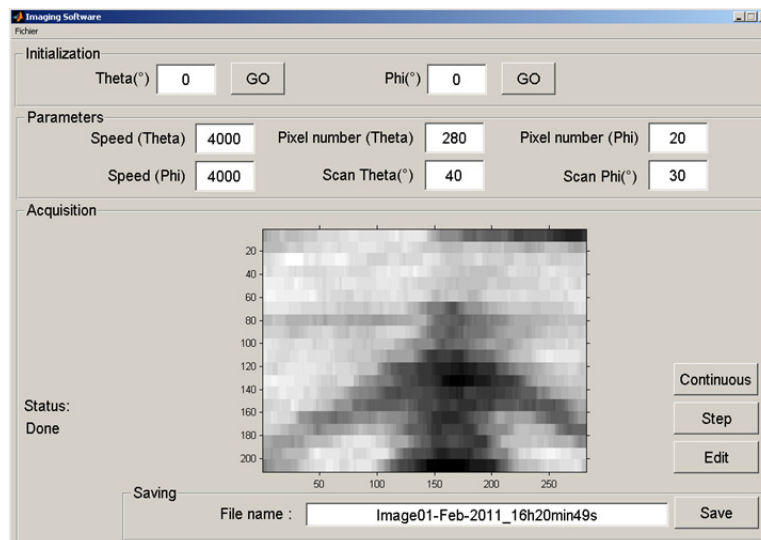 Imaging Software
Fichier
Initialization
Theta(°) 0 GO Phi(°) 0 GO
Parameters
Speed (Theta) 4000 Pixel number (Theta) 280 Pixel number (Phi) 20
Speed (Phi) 4000 Scan Theta(°) 40 Scan Phi(°) 30
Acquisition
20
40
60
80
100
120
140
160
180
200
50 100 150 200 250
Status:
Done
Continuous
Step
Edit
Saving
File name : Image01-Feb-2011_16h20min49s Save